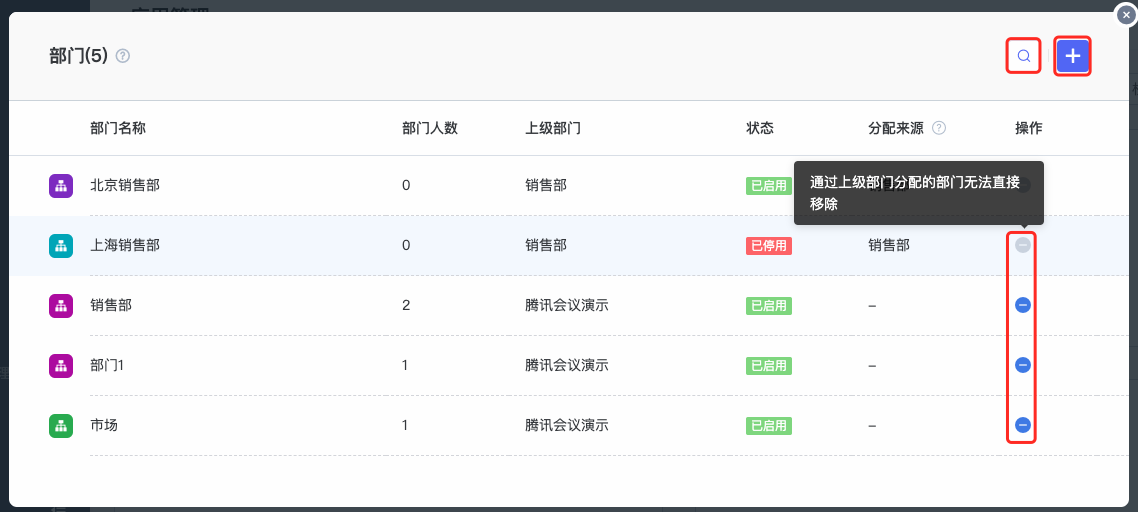 部门(5)
部门名称 部门人数 上级部门 状态 分配来源 操作
北京销售部 0 销售部 已启用
通过上级部门分配的部门无法直接
移除
上海销售部 0 销售部 已停用 销售部
销售部 2 腾讯会议演示 已启用 –
部门1 1 腾讯会议演示 已启用 –
市场 1 腾讯会议演示 已启用 –